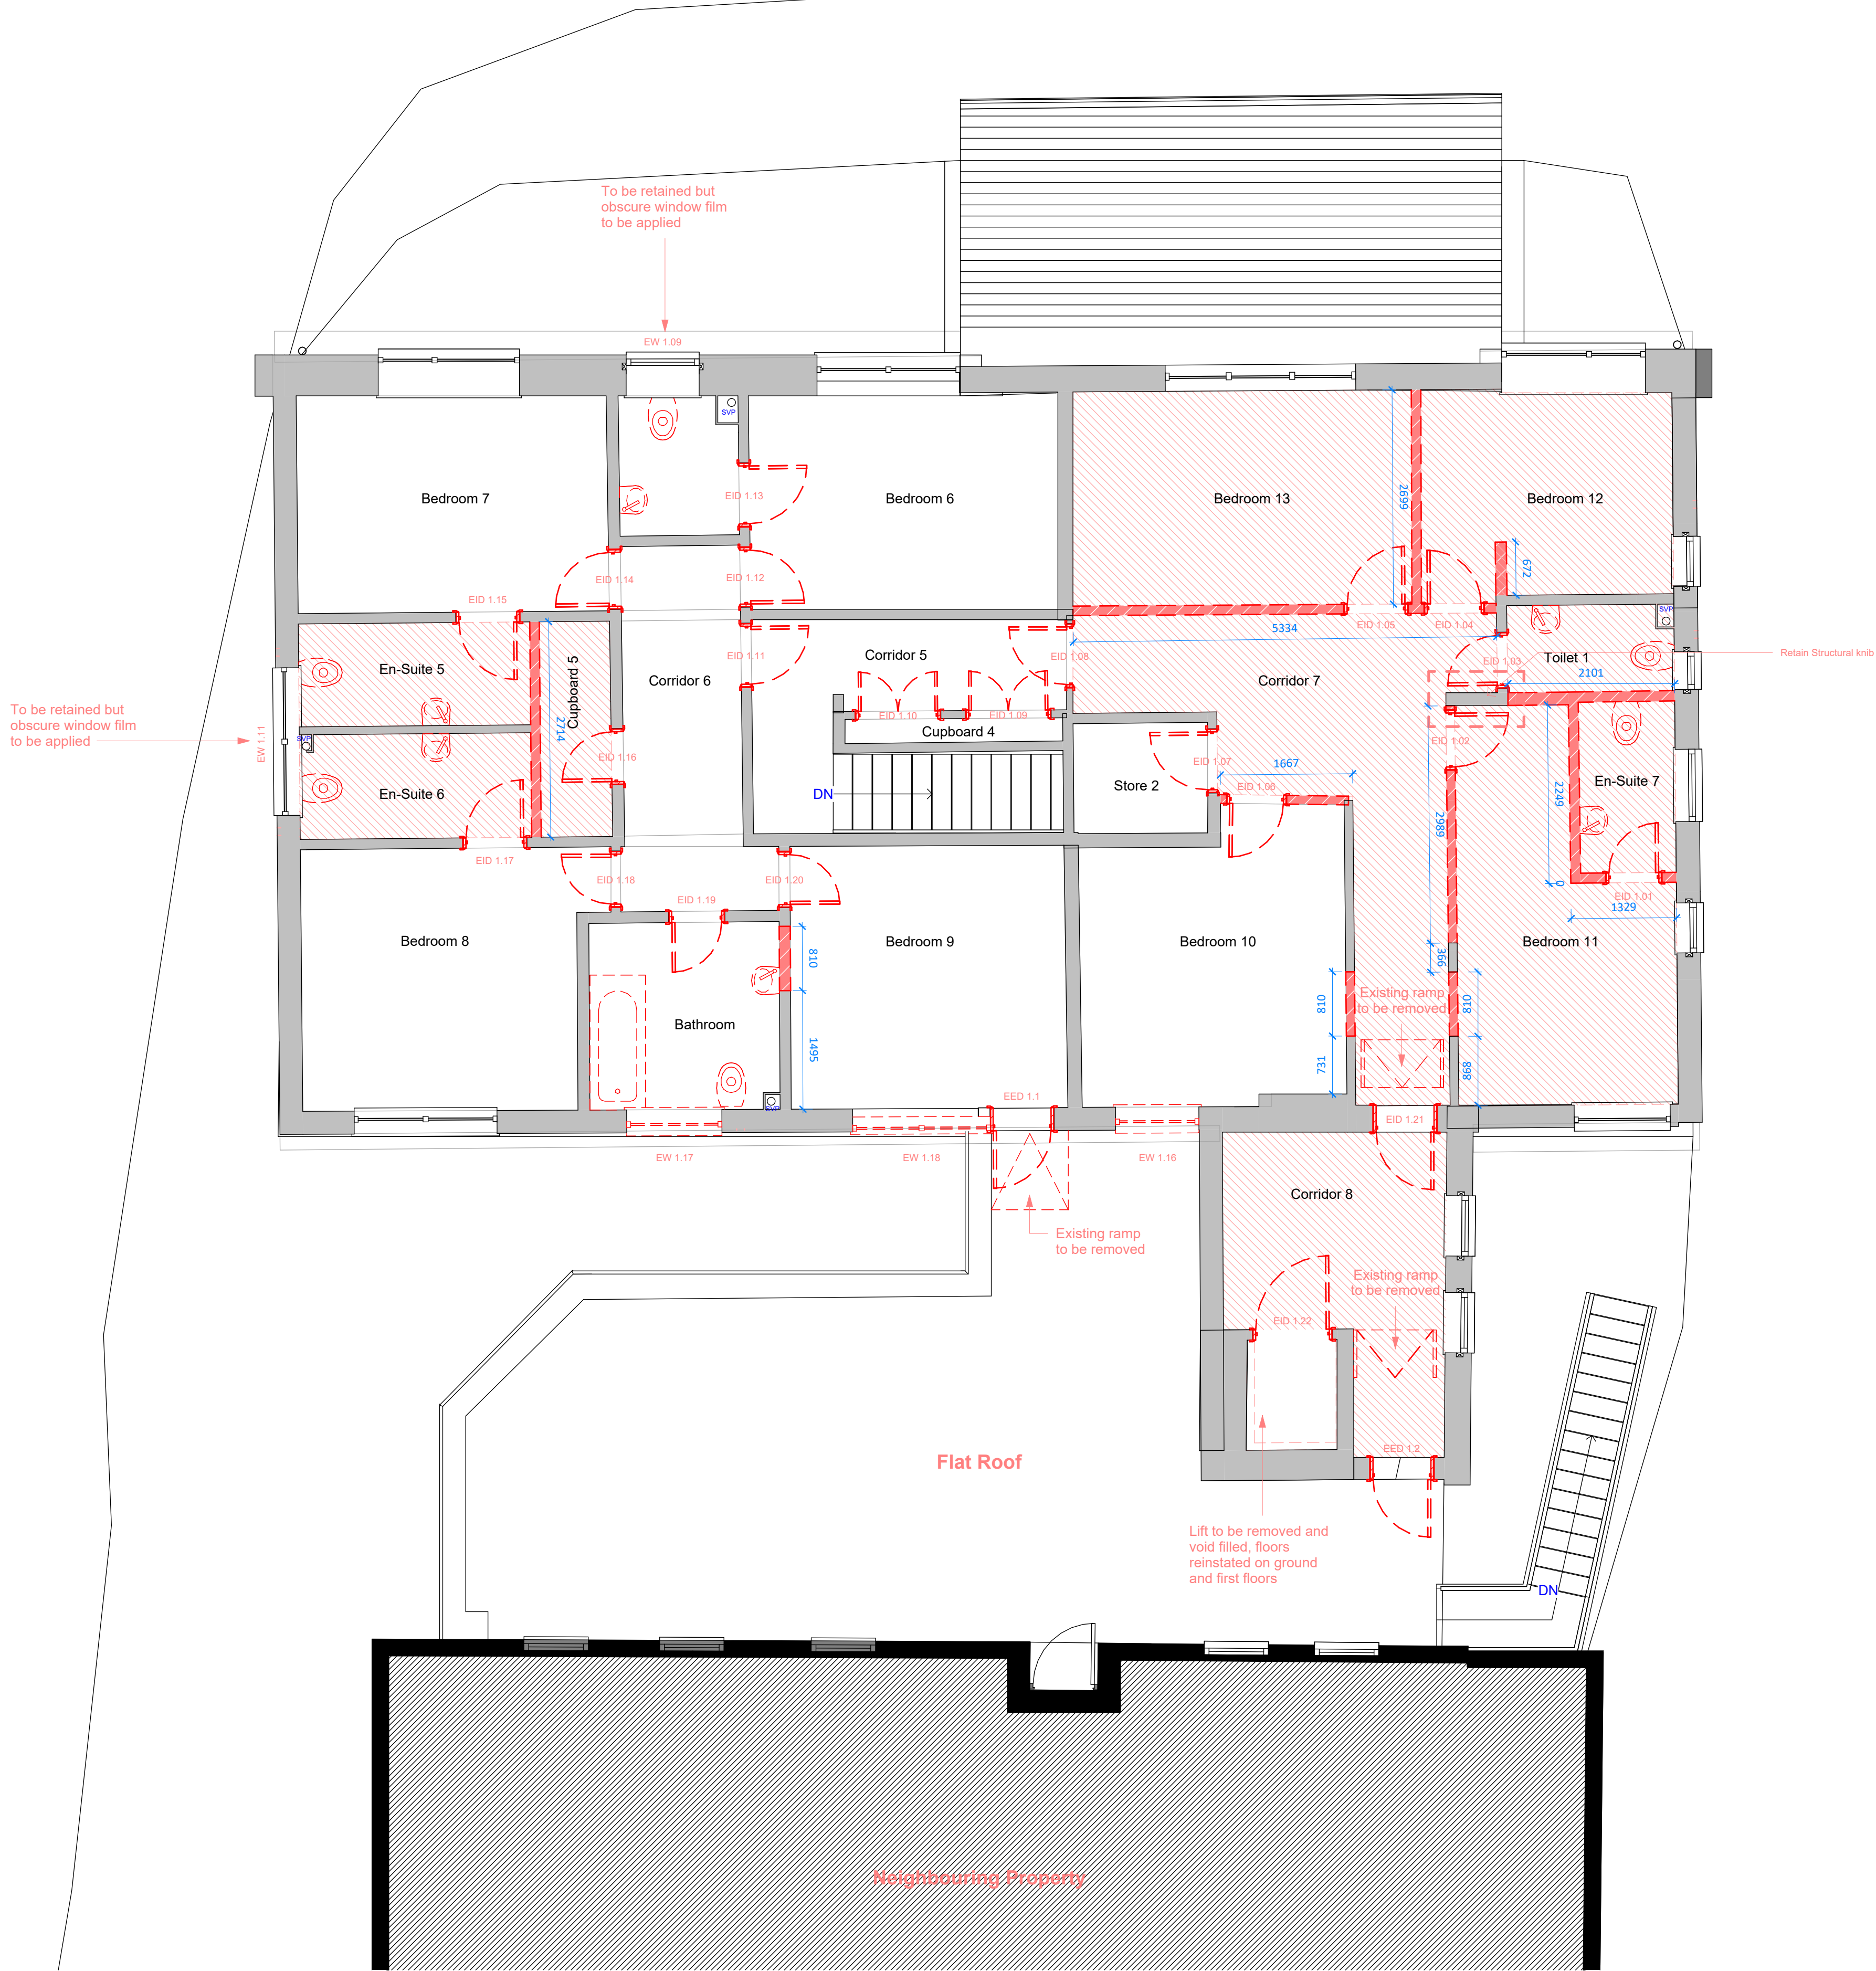 To be retained but
obscure window film
to be applied
EW 1.09
SVP
Bedroom 7
EID 1.13
Bedroom 6
Bedroom 13
2699
Bedroom 12
672
EID 1.14
EID 1.12
EID 1.15
SVP
5334
EID 1.05
EID 1.04
EID 1.11
Corridor 5
EID 1.08
EID 1.03
Toilet 1
Retain Structural knib
En-Suite 5
Cupboard 5
Corridor 6
Corridor 7
2101
To be retained but
obscure window film
to be applied
EW 1.11
SVP
2714
EID 1.10
EID 1.09
Cupboard 4
EID 1.02
EID 1.16
EID 1.07
1667
En-Suite 7
En-Suite 6
DN
Store 2
EID 1.06
2249
2989
EID 1.17
EID 1.18
EID 1.20
0
EID 1.01
EID 1.19
1329
Bedroom 8
Bedroom 9
Bedroom 10
Bedroom 11
810
366
Existing ramp
to be removed
810
810
Bathroom
1495
731
868
SVP
EED 1.1
EID 1.21
EW 1.17
EW 1.18
EW 1.16
Corridor 8
Existing ramp
to be removed
Existing ramp
to be removed
EID 1.22
EED 1.2
Flat Roof
Lift to be removed and
void filled, floors
reinstated on ground
and first floors
DN
Neighbouring Property